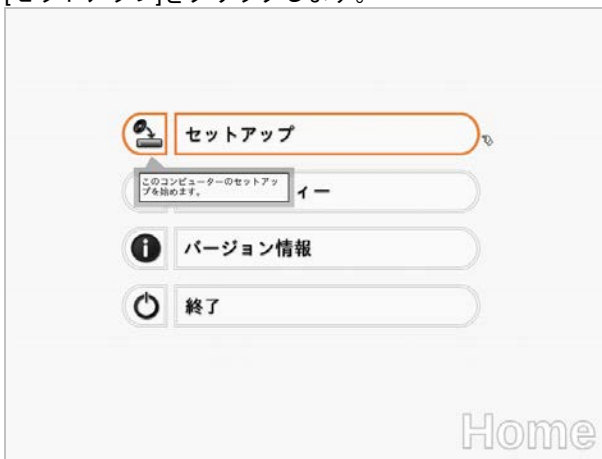 [セットアップ]をクリックします。
セットアップ
このコンピューターのセットアッ
プを始めます。
ィー
バージョン情報
終了
Home